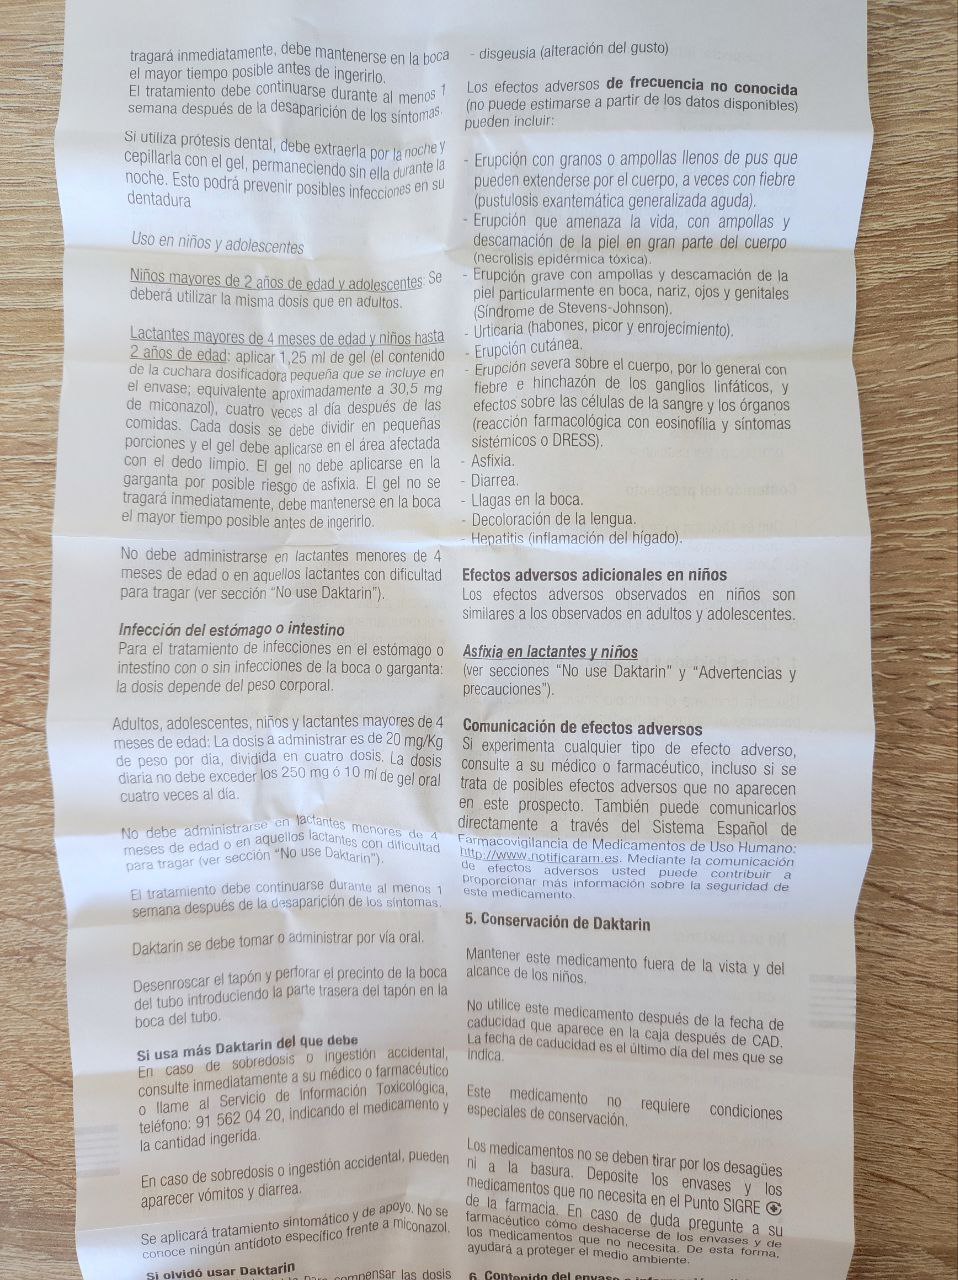 tragará inmediatamente, debe mantenerse en la boca
el mayor tiempo posible antes de ingerirlo.
El tratamiento debe continuarse durante al menos 1
semana después de la desaparición de los síntomas.
Si utiliza prótesis dental, debe extraerla por la noche y
cepillarla con el gel, permaneciendo sin ella durante la
noche. Esto podrá prevenir posibles infecciones en su
dentadura
Uso en niños y adolescentes
Niños mayores de 2 años de edad y adolescentes: Se
deberá utilizar la misma dosis que en adultos.
Lactantes mayores de 4 meses de edad y niños hasta
2 años de edad: aplicar 1,25 ml de gel (el contenido
de la cuchara dosificadora pequeña que se incluye en
el envase; equivalente aproximadamente a 30,5 mg
de miconazol), cuatro veces al día después de las
comidas. Cada dosis se debe dividir en pequeñas
porciones y el gel debe aplicarse en el área afectada
con el dedo limpio. El gel no debe aplicarse en la
garganta por posible riesgo de asfixia. El gel no se
tragará inmediatamente, debe mantenerse en la boca
el mayor tiempo posible antes de ingerirlo.
No debe administrarse en lactantes menores de 4
meses de edad o en aquellos lactantes con dificultad
para tragar (ver sección “No use Daktarin”).
Infección del estómago o intestino
Para el tratamiento de infecciones en el estómago o
intestino con o sin infecciones de la boca o garganta:
la dosis depende del peso corporal.
Adultos, adolescentes, niños y lactantes mayores de 4
meses de edad: La dosis a administrar es de 20 mg/Kg
de peso por día, dividida en cuatro dosis. La dosis
diaria no debe exceder los 250 mg ó 10 ml de gel oral
cuatro veces al día.
No debe administrarse en lactantes menores de 4
meses de edad o en aquellos lactantes con dificultad
para tragar (ver sección “No use Daktarin”).
El tratamiento debe continuarse durante al menos 1
semana después de la desaparición de los síntomas.
Daktarin se debe tomar o administrar por vía oral.
Desenroscar el tapón y perforar el precinto de la boca
del tubo introduciendo la parte trasera del tapón en la
boca del tubo.
Si usa más Daktarin del que debe
En caso de sobredosis o ingestión accidental,
consulte inmediatamente a su médico o farmacéutico
o llame al Servicio de Información Toxicológica,
teléfono: 91 562 04 20, indicando el medicamento y
la cantidad ingerida.
En caso de sobredosis o ingestión accidental, pueden
aparecer vómitos y diarrea.
Se aplicará tratamiento sintomático y de apoyo. No se
conoce ningún antídoto específico frente a miconazol.
Si olvidó usar Daktarin
compensar las dosis
- disgeusia (alteración del gusto)
Los efectos adversos de frecuencia no conocida
(no puede estimarse a partir de los datos disponibles)
pueden incluir:
- Erupción con granos o ampollas llenos de pus que
pueden extenderse por el cuerpo, a veces con fiebre
(pustulosis exantemática generalizada aguda).
- Erupción que amenaza la vida, con ampollas y
descamación de la piel en gran parte del cuerpo
(necrolisis epidérmica tóxica).
- Erupción grave con ampollas y descamación de la
piel particularmente en boca, nariz, ojos y genitales
(Síndrome de Stevens-Johnson).
- Urticaria (habones, picor y enrojecimiento).
- Erupción cutánea.
- Erupción severa sobre el cuerpo, por lo general con
fiebre e hinchazón de los ganglios linfáticos, y
efectos sobre las células de la sangre y los órganos
(reacción farmacológica con eosinofilia y síntomas
sistémicos o DRESS).
- Asfixia.
- Diarrea.
- Llagas en la boca.
- Decoloración de la lengua.
- Hepatitis (inflamación del hígado).
Efectos adversos adicionales en niños
Los efectos adversos observados en niños son
similares a los observados en adultos y adolescentes.
Asfixia en lactantes y niños
(ver secciones “No use Daktarin” y “Advertencias y
precauciones”).
Comunicación de efectos adversos
Si experimenta cualquier tipo de efecto adverso,
consulte a su médico o farmacéutico, incluso si se
trata de posibles efectos adversos que no aparecen
en este prospecto. También puede comunicarlos
directamente a través del Sistema Español de
Farmacovigilancia de Medicamentos de Uso Humano:
http://www.notificaram.es. Mediante la comunicación
de efectos adversos usted puede contribuir a
proporcionar más información sobre la seguridad de
este medicamento.
5. Conservación de Daktarin
Mantener este medicamento fuera de la vista y del
alcance de los niños.
No utilice este medicamento después de la fecha de
caducidad que aparece en la caja después de CAD.
La fecha de caducidad es el último día del mes que se
indica.
Este medicamento no requiere condiciones
especiales de conservación.
Los medicamentos no se deben tirar por los desagües
ni a la basura. Deposite los envases y los
medicamentos que no necesita en el Punto SIGRE
de la farmacia. En caso de duda pregunte a su
farmacéutico cómo deshacerse de los envases y de
los medicamentos que no necesita. De esta forma,
ayudará a proteger el medio ambiente.
6. Contenido del envase